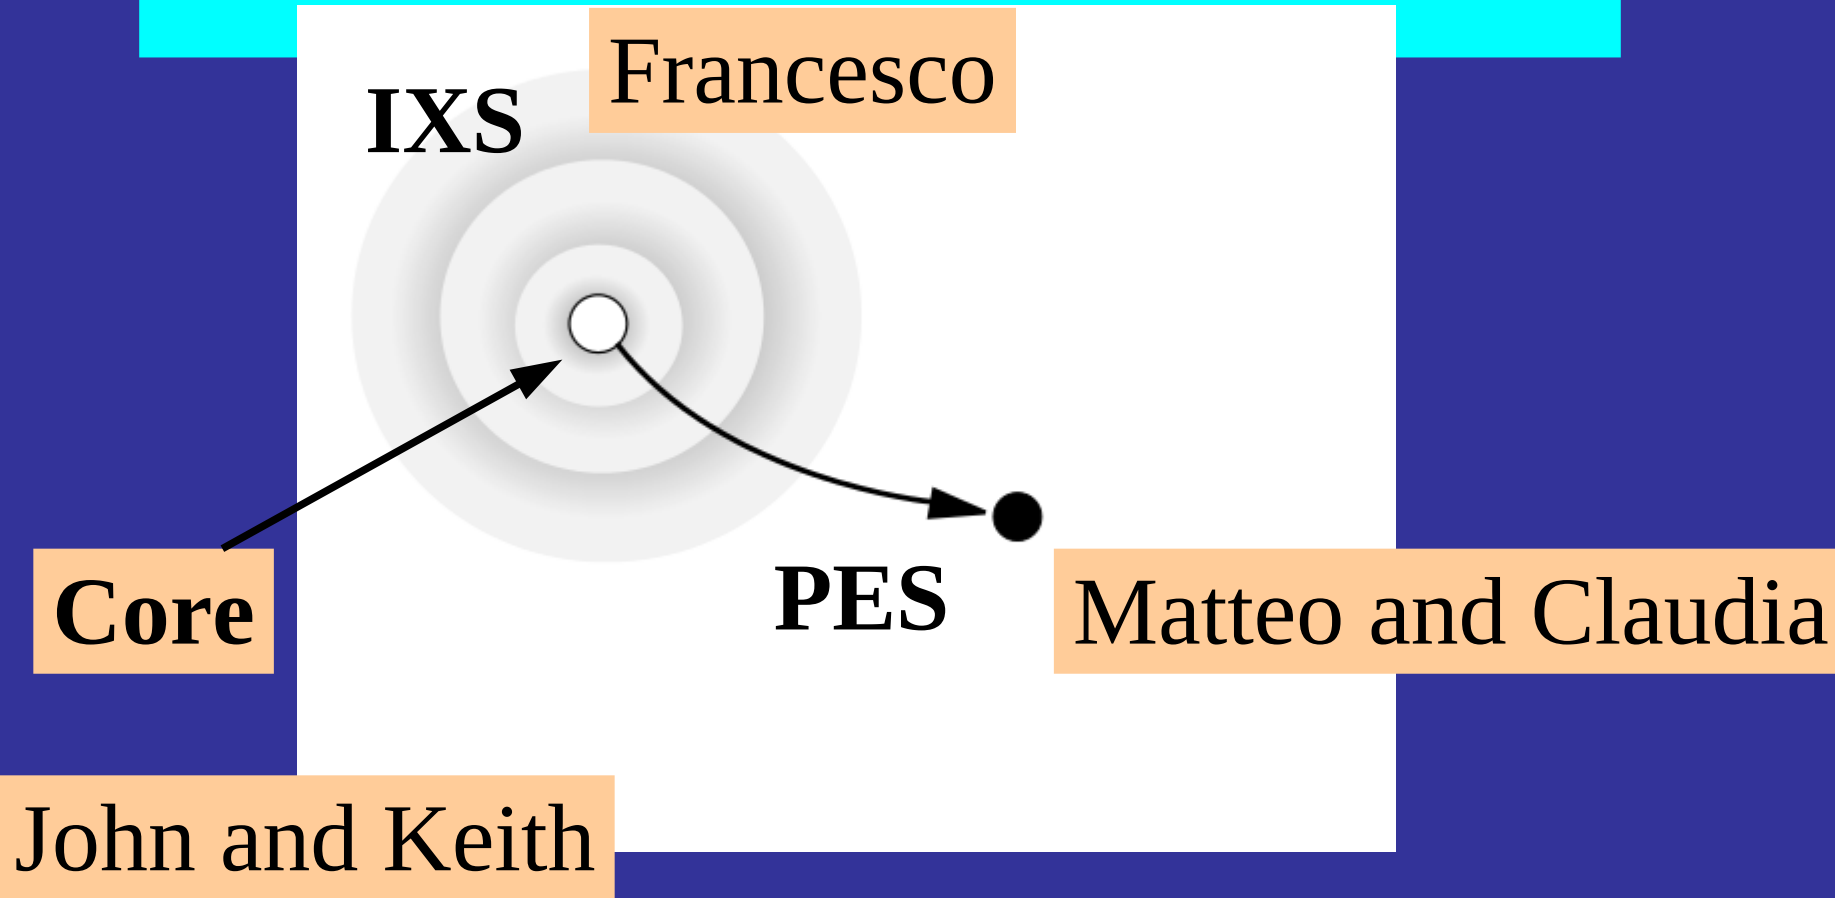 Francesco
IXS
Core
PES
Matteo and Claudia
John and Keith